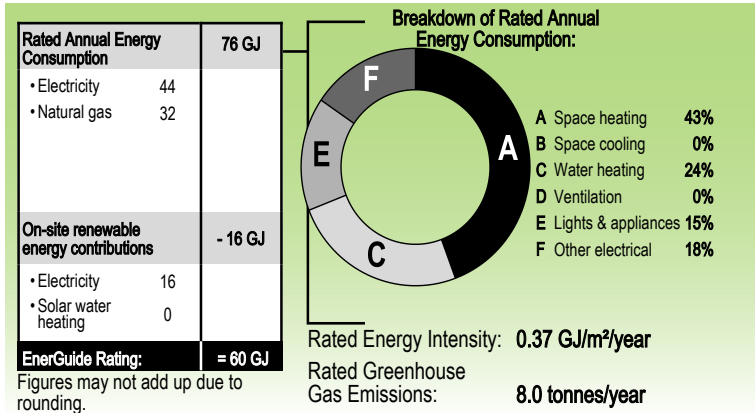 Rated Annual Energy
Consumption
76 GJ
• Electricity 44
• Natural gas 32
On-site renewable
energy contributions
- 16 GJ
• Electricity 16
• Solar water
heating
0
EnerGuide Rating: = 60 GJ
Figures may not add up due to
rounding.
Breakdown of Rated Annual
Energy Consumption:
F
A
E
C
A Space heating 43%
B Space cooling 0%
C Water heating 24%
D Ventilation 0%
E Lights & appliances 15%
F Other electrical 18%
Rated Energy Intensity: 0.37 GJ/m²/year
Rated Greenhouse
Gas Emissions: 8.0 tonnes/year